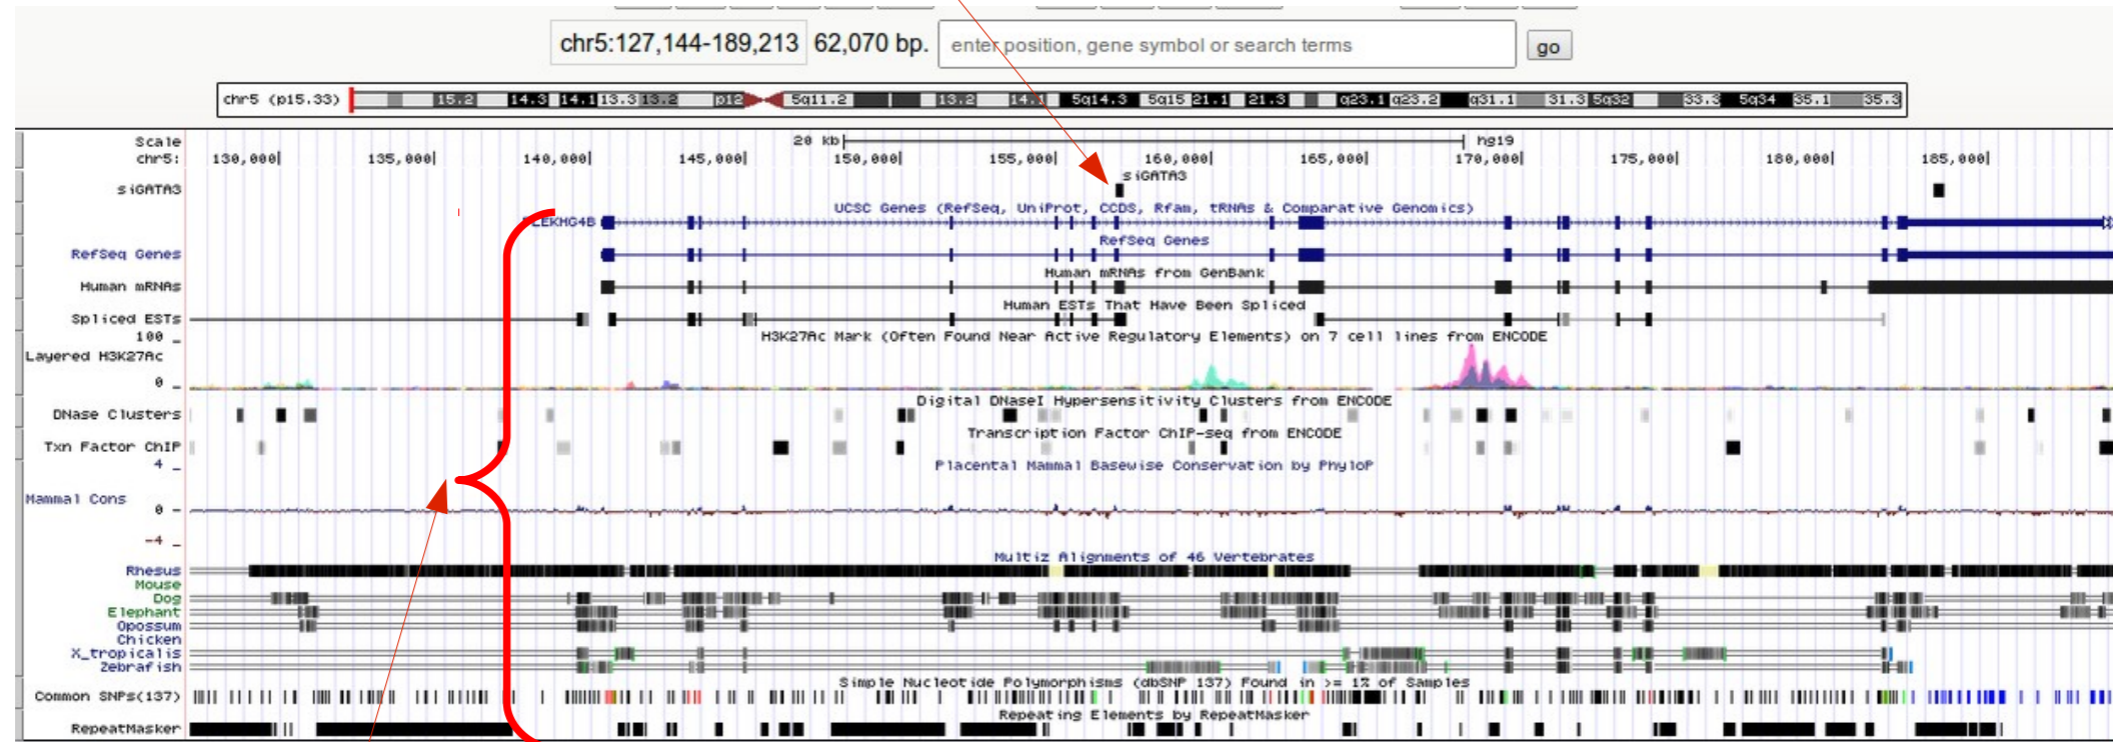 chr5:127,144-189,213 62,070 bp. enter position, gene symbol or search terms go
chr5 (p15.33) 15.2 14.3 14.1 13.3 13.2 p12 5q11.2 13.2 14.1 5q14.3 5q15 21.1 21.3 q23.1 q23.2 q31.1 31.3 5q32 33.3 5q34 35.1 35.3
Scale 20 kb hg19
chr5: 130,000 135,000 140,000 145,000 150,000 155,000 160,000 165,000 170,000 175,000 180,000 185,000
siGATA3
siGATA3
UCSC Genes (RefSeq, UniProt, CCDS, Rfam, tRNAs & Comparative Genomics)
EKHG4B
RefSeq Genes
RefSeq Genes
Human mRNAs from GenBank
Human mRNAs
Human ESTs That Have Been Spliced
Spliced ESTs
H3K27Ac Mark (Often Found Near Active Regulatory Elements) on 7 cell lines from ENCODE
100 _
Layered H3K27Ac
0 _
Digital DNaseI Hypersensitivity Clusters from ENCODE
DNase Clusters
Transcription Factor ChIP-seq from ENCODE
Txn Factor ChIP
Placental Mammal Basewise Conservation by PhyloP
4 _
Mammal Cons
0 -
-4 _
Multiz Alignments of 46 Vertebrates
Rhesus
Mouse
Dog
Elephant
Opossum
Chicken
X_tropicalis
Zebrafish
Simple Nucleotide Polymorphisms (dbSNP 137) Found in >= 1% of Samples
Common SNPs(137)
Repeating Elements by RepeatMasker
RepeatMasker